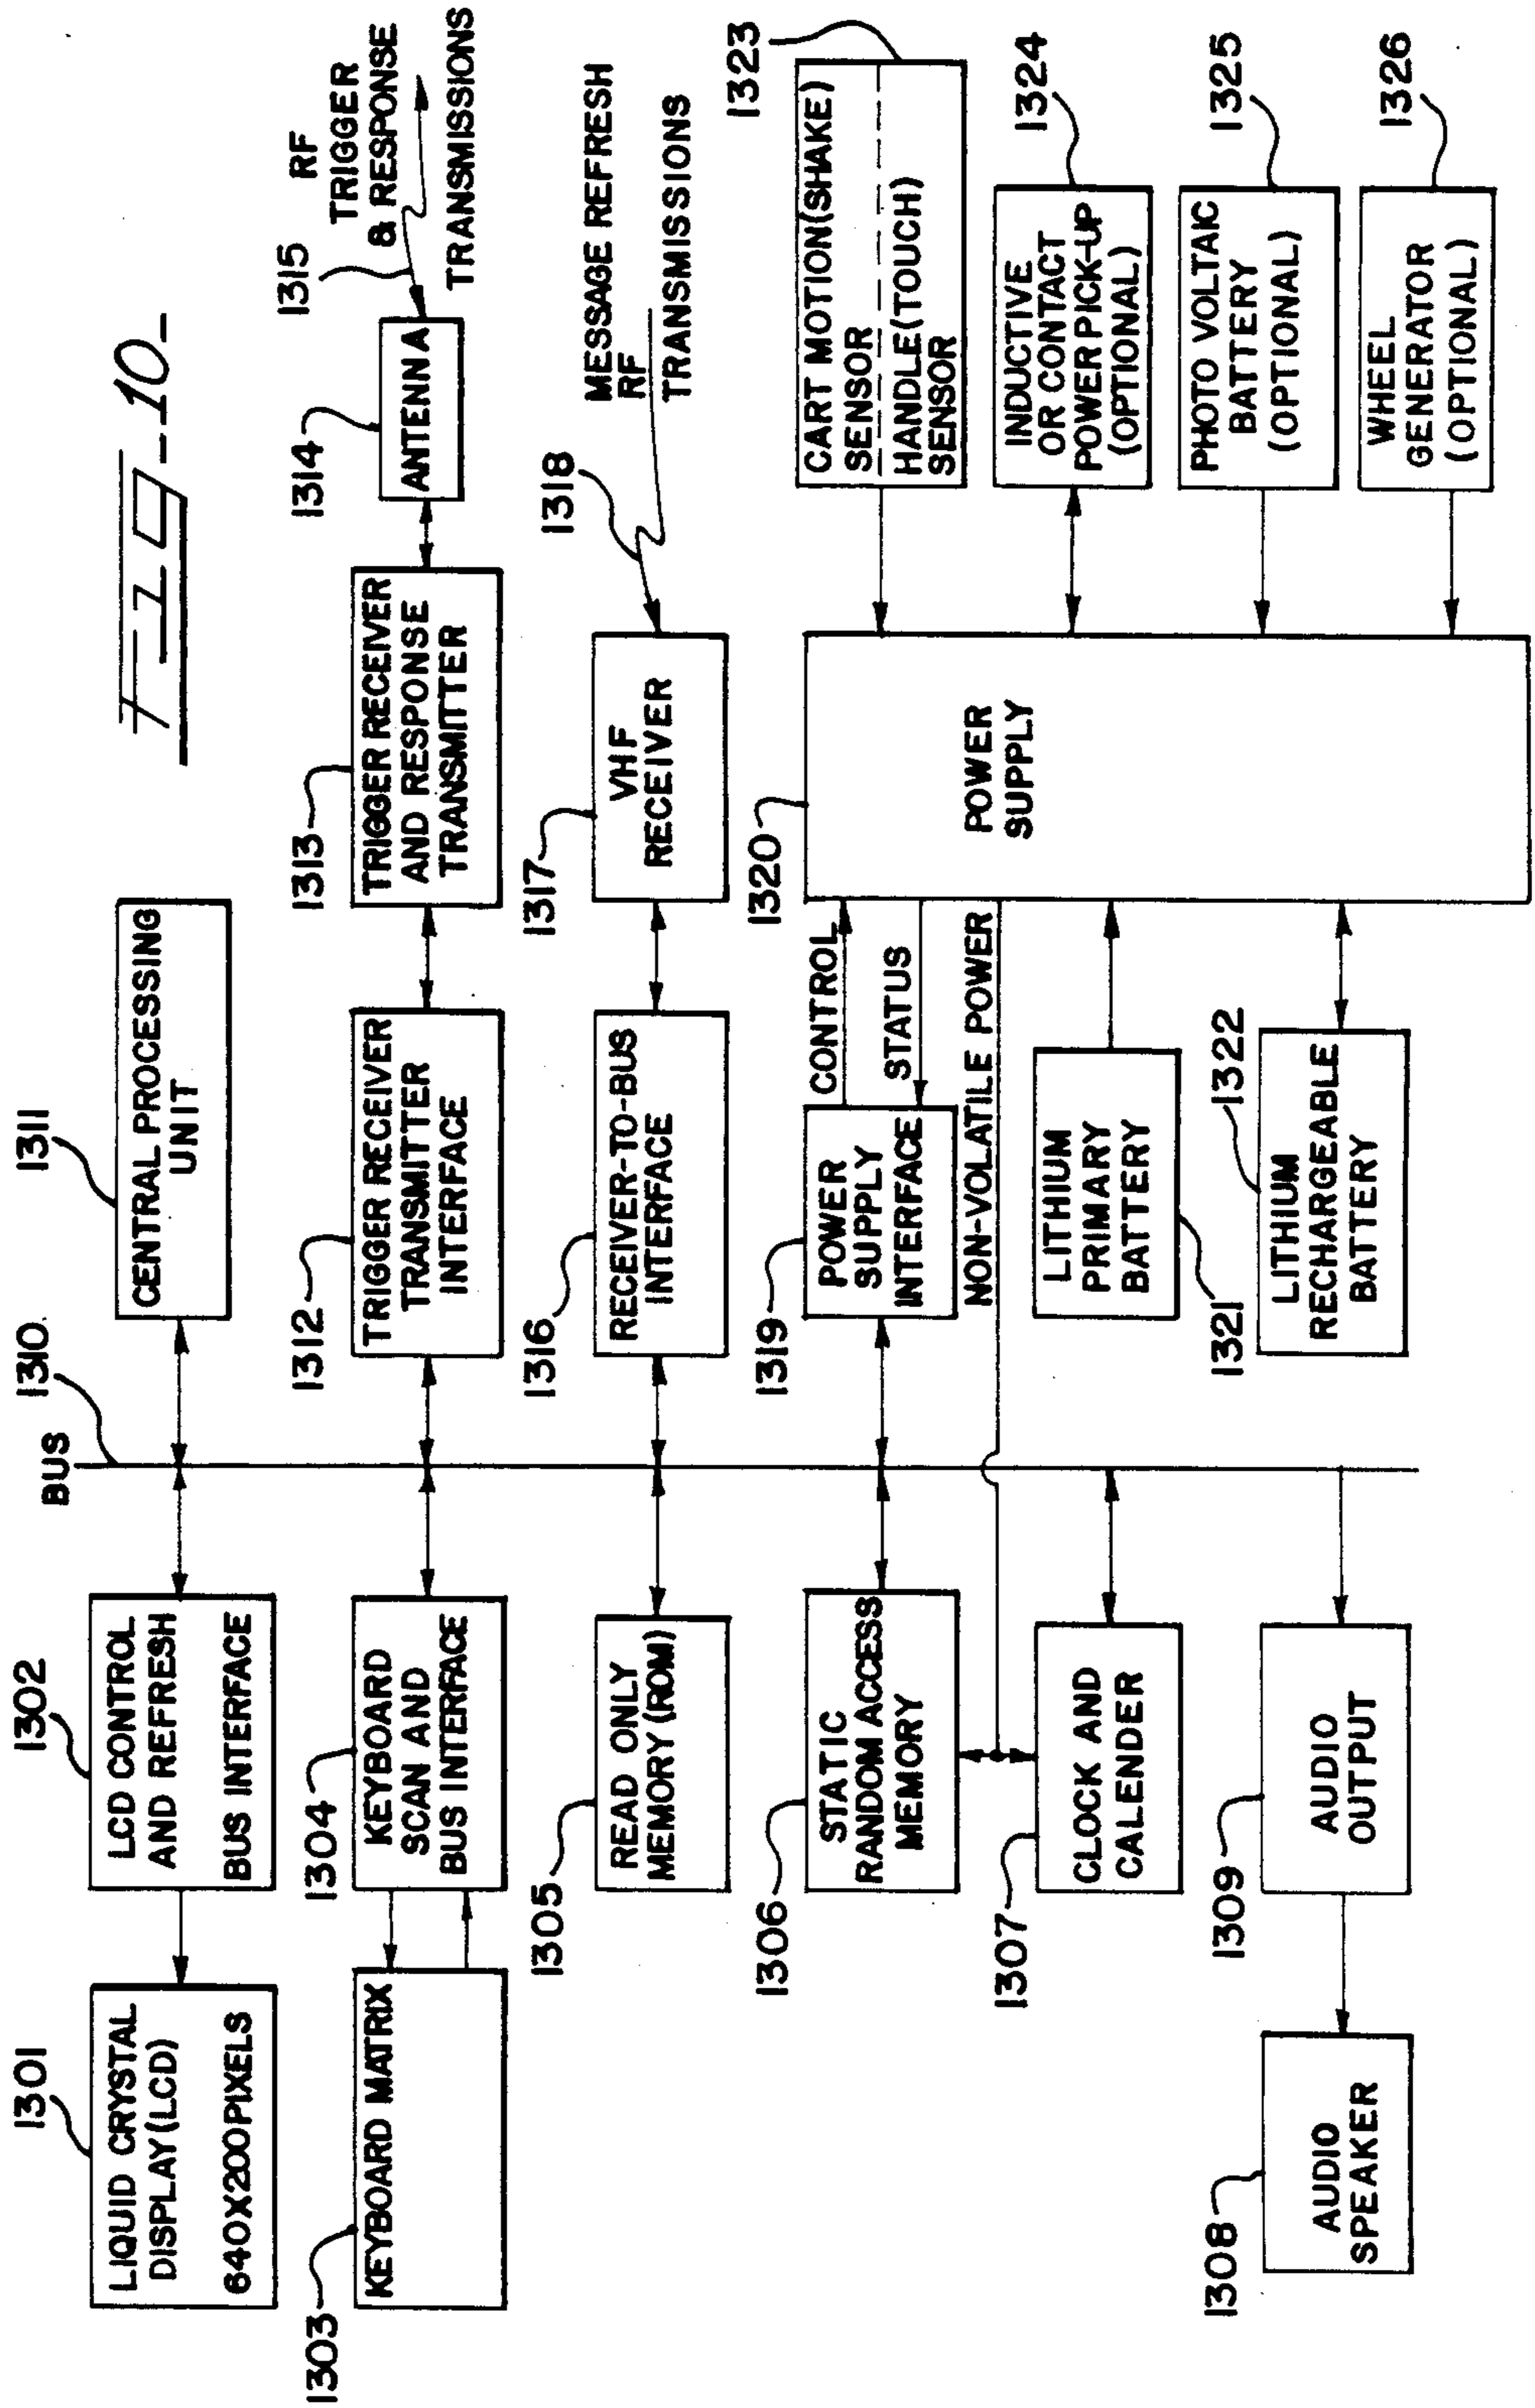 FIG-10-
1301
LIQUID CRYSTAL
DISPLAY(LCD)
640X200PIXELS
1302
LCD CONTROL
AND REFRESH
BUS INTERFACE
BUS
1310
1311
CENTRAL PROCESSING
UNIT
1303
KEYBOARD MATRIX
1304
KEYBOARD
SCAN AND
BUS INTERFACE
1312
TRIGGER RECEIVER
TRANSMITTER
INTERFACE
1313
TRIGGER RECEIVER
AND RESPONSE
TRANSMITTER
1314
ANTENNA
1315
RF
TRIGGER
& RESPONSE
TRANSMISSIONS
1305
READ ONLY
MEMORY(ROM)
1316
RECEIVER-TO-BUS
INTERFACE
1317
VHF
RECEIVER
1318
MESSAGE REFRESH
RF
TRANSMISSIONS
1306
STATIC
RANDOM ACCESS
MEMORY
1319
POWER
SUPPLY
INTERFACE
CONTROL
STATUS
NON-VOLATILE POWER
1320
POWER
SUPPLY
1323
CART MOTION(SHAKE)
SENSOR
HANDLE(TOUCH)
SENSOR
1307
CLOCK AND
CALENDER
1321
LITHIUM
PRIMARY
BATTERY
1324
INDUCTIVE
OR CONTACT
POWER PICK-UP
(OPTIONAL)
1308
AUDIO
SPEAKER
1309
AUDIO
OUTPUT
1322
LITHIUM
RECHARGEABLE
BATTERY
1325
PHOTO VOLTAIC
BATTERY
(OPTIONAL)
1326
WHEEL
GENERATOR
(OPTIONAL)